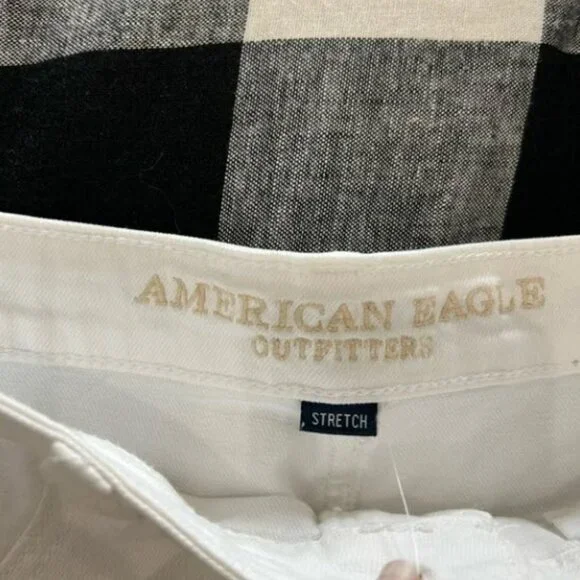 AMERICAN EAGLE
OUTFITTERS
, STRETCH